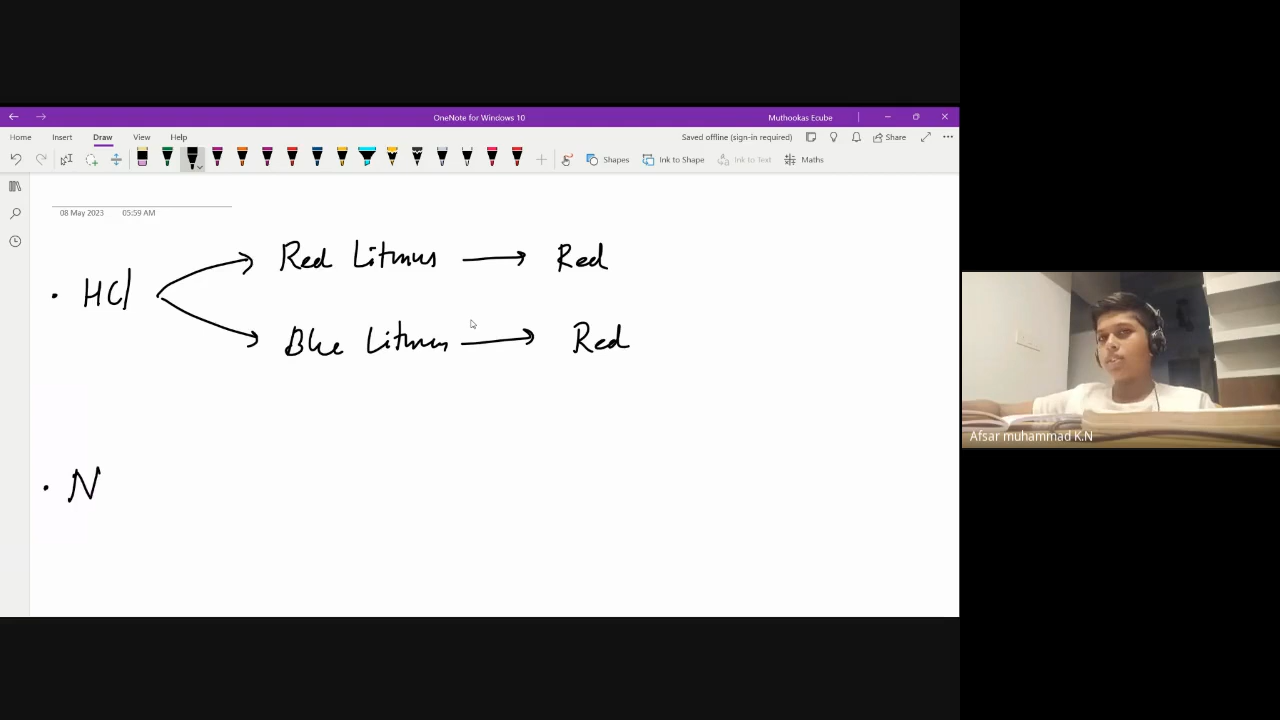 OneNote for Windows 10
Muthookas Ecube
Home Insert Draw View Help
Saved offline (sign-in required)
Share
Shapes
Ink to Shape
Ink to Text
Maths
08 May 2023 05:59 AM
Red Litmus → Red
• HCl
Blue Litmus → Red
• N
Afsar muhammad K.N